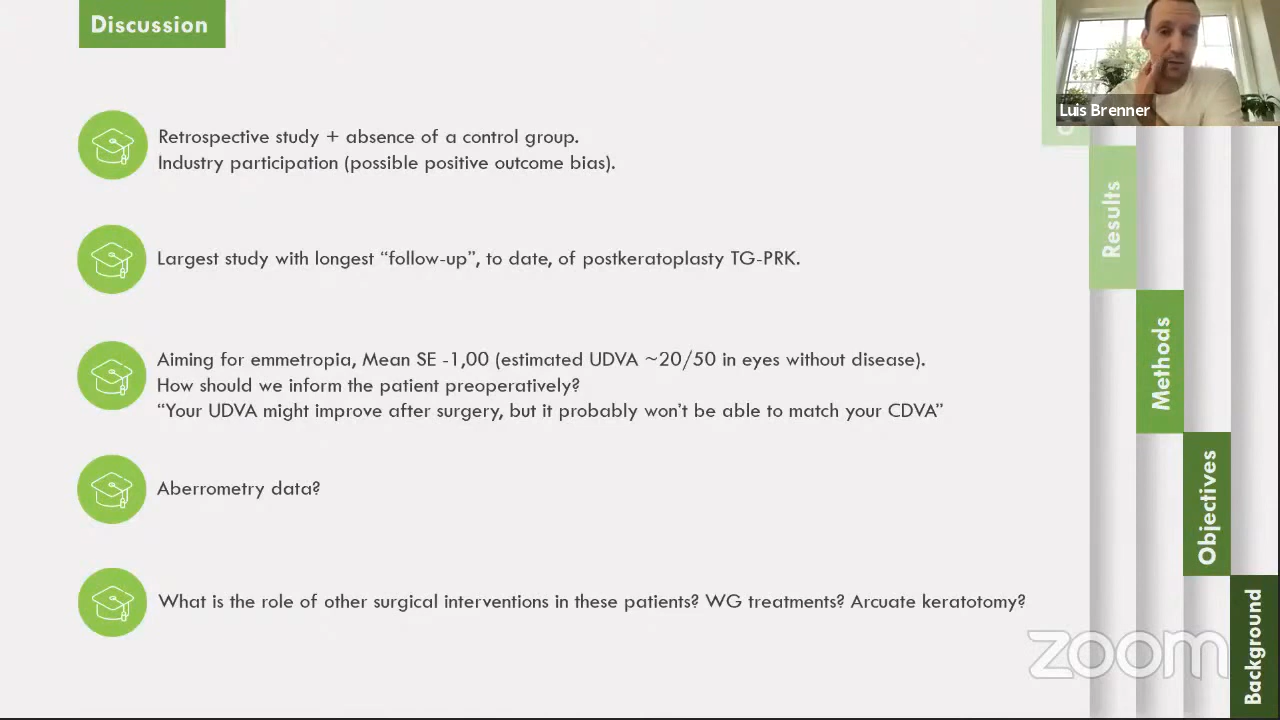 Discussion
Luis Brenner
Retrospective study + absence of a control group.
Industry participation (possible positive outcome bias).
Largest study with longest “follow-up”, to date, of postkeratoplasty TG-PRK.
Aiming for emmetropia, Mean SE -1,00 (estimated UDVA ~20/50 in eyes without disease).
How should we inform the patient preoperatively?
“Your UDVA might improve after surgery, but it probably won’t be able to match your CDVA”
Aberrometry data?
What is the role of other surgical interventions in these patients? WG treatments? Arcuate keratotomy?
Results
Methods
Objectives
Background
zoom